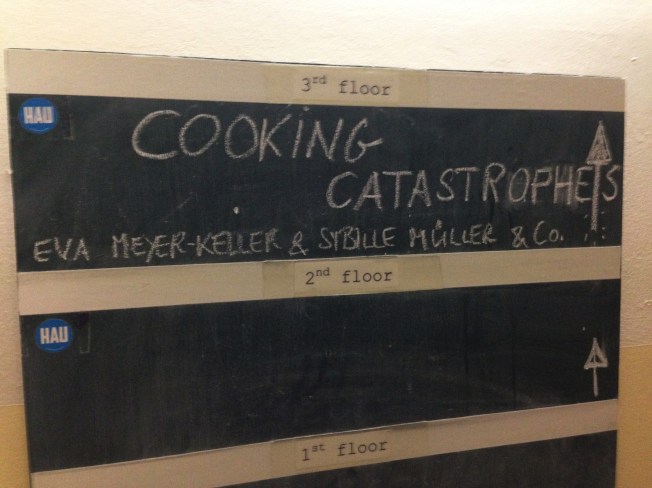 3rd floor
HAU
COOKING
CATASTROPHES
EVA MEYER-KELLER & SYBILLE MÜLLER & Co.
2nd floor
HAU
1st floor